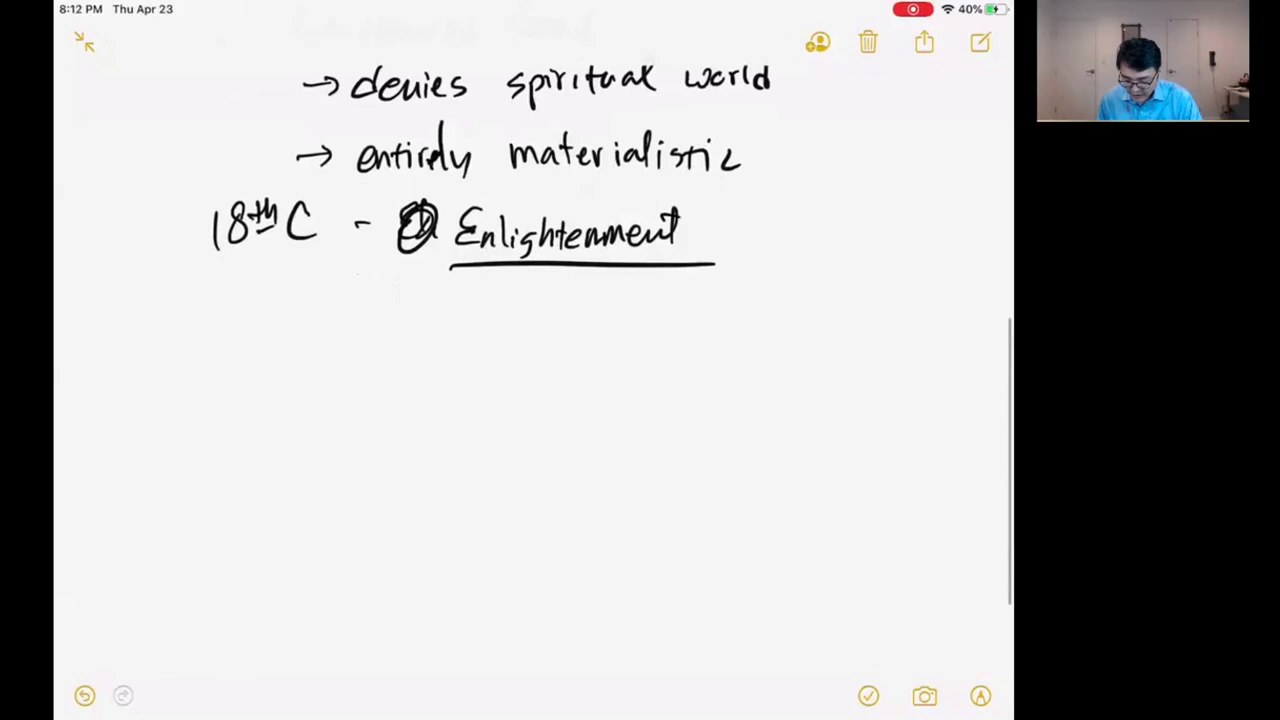 8:12 PM Thu Apr 23 40%
→ denies spiritual world
→ entirely materialistic
18th C - Enlightenment